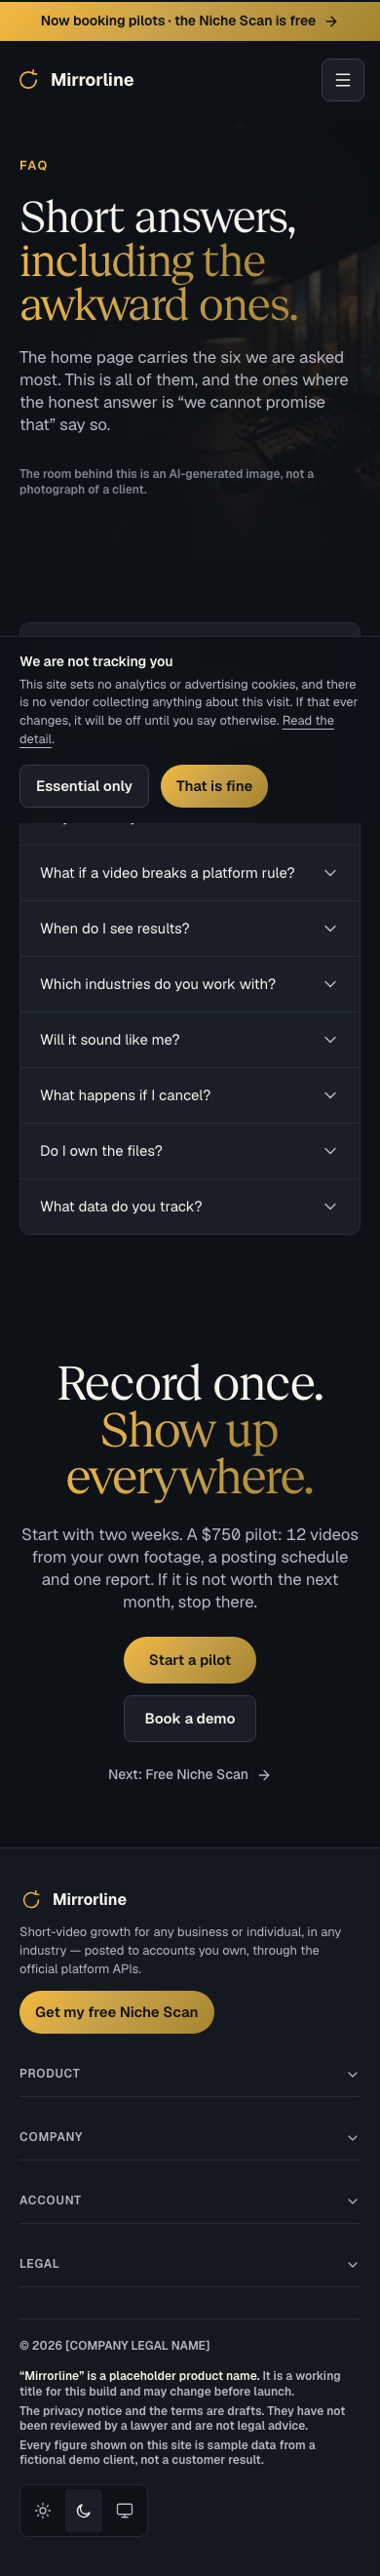 Now booking pilots · the Niche Scan is free →
Mirrorline
FAQ
Short answers,
including the
awkward ones.
The home page carries the six we are asked
most. This is all of them, and the ones where
the honest answer is “we cannot promise
that” say so.
The room behind this is an AI-generated image, not a
photograph of a client.
We are not tracking you
This site sets no analytics or advertising cookies, and there
is no vendor collecting anything about this visit. If that ever
changes, it will be off until you say otherwise. Read the
detail.
Essential only
That is fine
What if a video breaks a platform rule?
When do I see results?
Which industries do you work with?
Will it sound like me?
What happens if I cancel?
Do I own the files?
What data do you track?
Record once.
Show up
everywhere.
Start with two weeks. A $750 pilot: 12 videos
from your own footage, a posting schedule
and one report. If it is not worth the next
month, stop there.
Start a pilot
Book a demo
Next: Free Niche Scan →
Mirrorline
Short-video growth for any business or individual, in any
industry — posted to accounts you own, through the
official platform APIs.
Get my free Niche Scan
PRODUCT
COMPANY
ACCOUNT
LEGAL
© 2026 [COMPANY LEGAL NAME]
“Mirrorline” is a placeholder product name. It is a working
title for this build and may change before launch.
The privacy notice and the terms are drafts. They have not
been reviewed by a lawyer and are not legal advice.
Every figure shown on this site is sample data from a
fictional demo client, not a customer result.